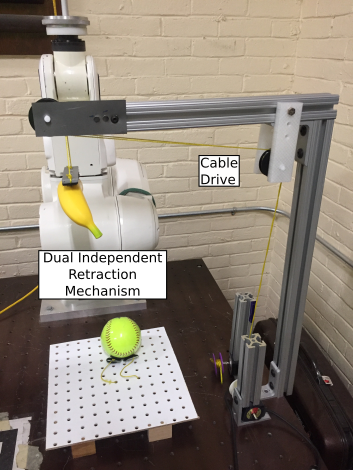 Cable
Drive
Dual Independent
Retraction
Mechanism